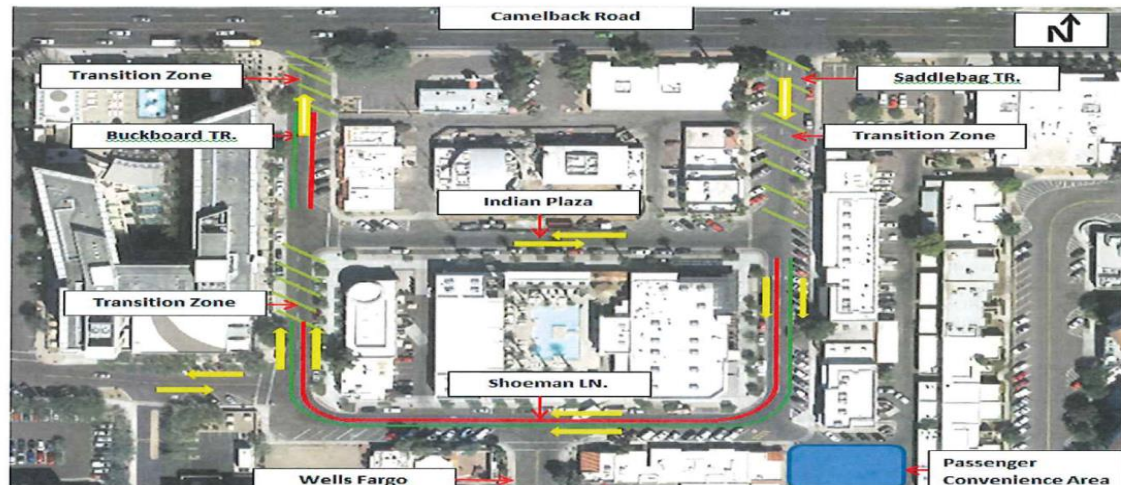 Camelback Road
N
Transition Zone
Saddlebag TR.
Buckboard TR.
Transition Zone
Indian Plaza
Transition Zone
Shoeman LN.
Wells Fargo
Passenger
Convenience Area